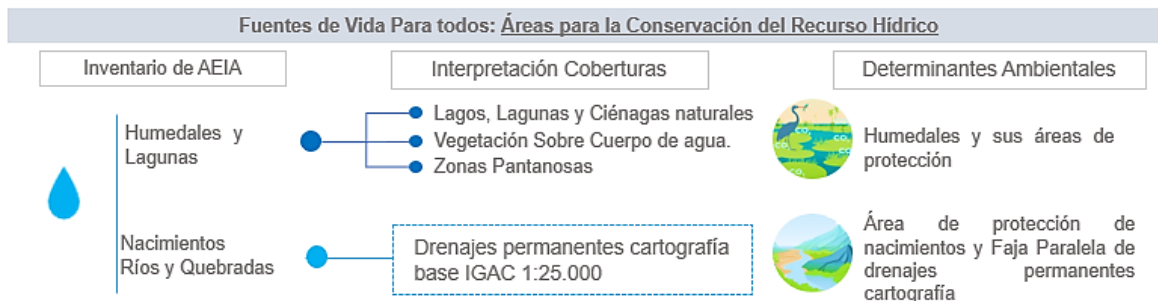 Fuentes de Vida Para todos: Áreas para la Conservación del Recurso Hídrico
Inventario de AEIA
Interpretación Coberturas
Determinantes Ambientales
Humedales y
Lagunas
Lagos, Lagunas y Ciénagas naturales
Vegetación Sobre Cuerpo de agua.
Zonas Pantanosas
CO₂
CO₂
CO₂
Humedales y sus áreas de
protección
Nacimientos
Ríos y Quebradas
Drenajes permanentes cartografía
base IGAC 1:25.000
Área de protección de
nacimientos y Faja Paralela de
drenajes permanentes
cartografía